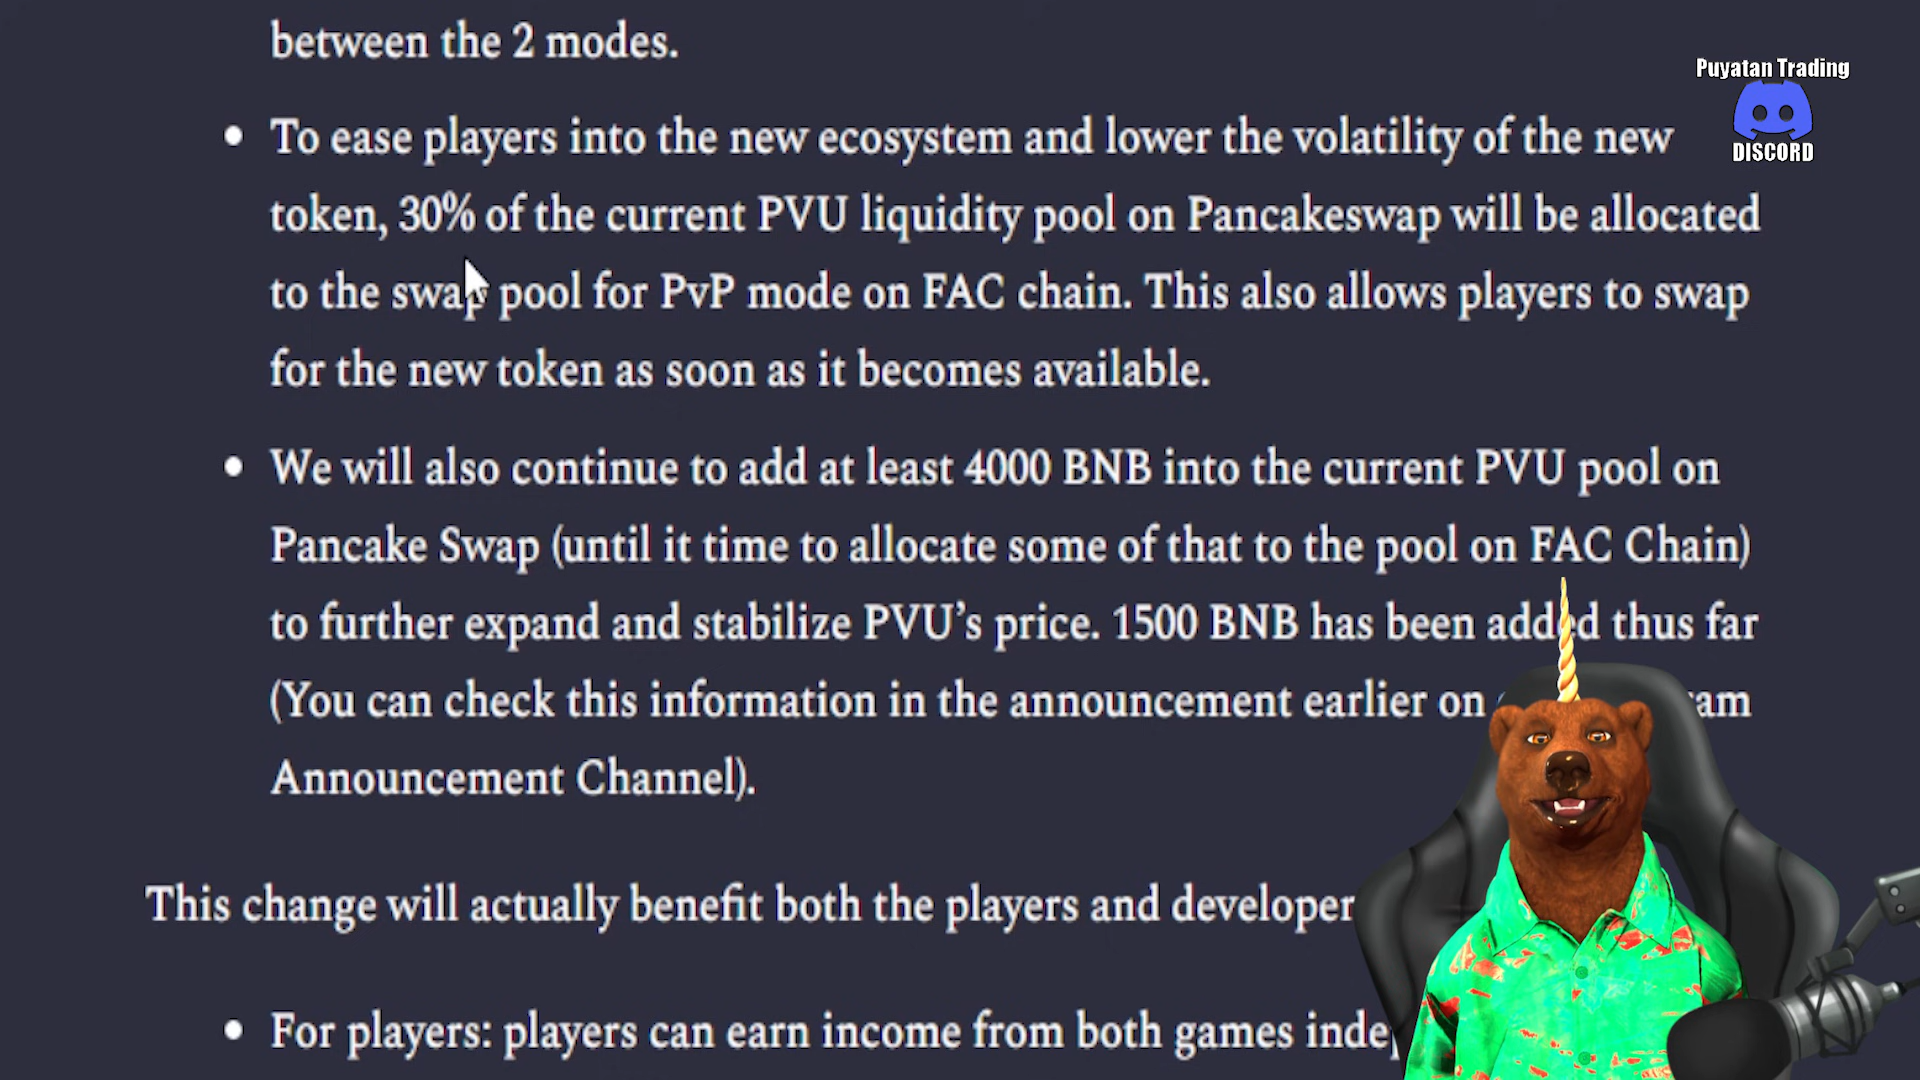 between the 2 modes.
Puyatan Trading
DISCORD
• To ease players into the new ecosystem and lower the volatility of the new
token, 30% of the current PVU liquidity pool on Pancakeswap will be allocated
to the swap pool for PvP mode on FAC chain. This also allows players to swap
for the new token as soon as it becomes available.
• We will also continue to add at least 4000 BNB into the current PVU pool on
Pancake Swap (until it time to allocate some of that to the pool on FAC Chain)
to further expand and stabilize PVU’s price. 1500 BNB has been added thus far
(You can check this information in the announcement earlier on
Announcement Channel).
This change will actually benefit both the players and developer
• For players: players can earn income from both games